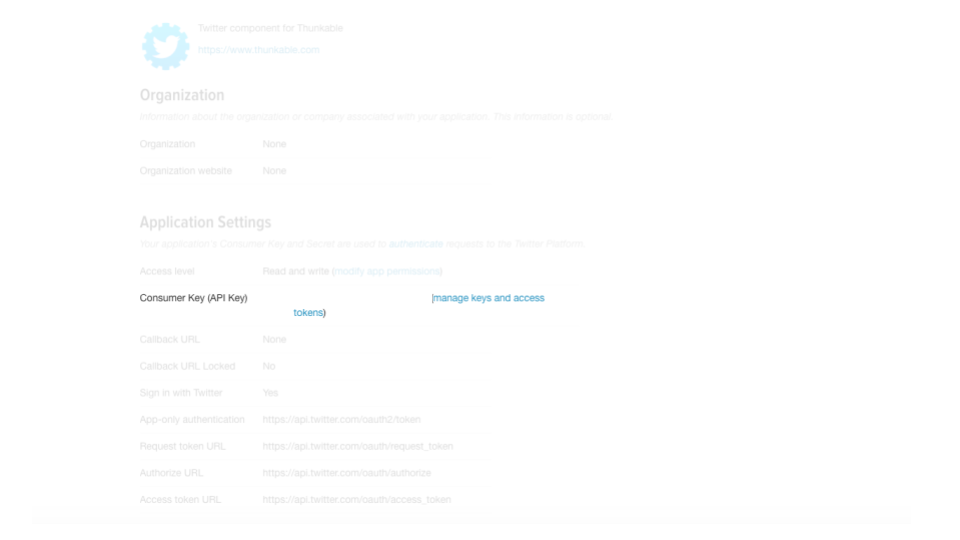 Twitter component for Thunkable
https://www.thunkable.com
Organization
Information about the organization or company associated with your application. This information is optional.
Organization None
Organization website None
Application Settings
Your application's Consumer Key and Secret are used to authenticate requests to the Twitter Platform.
Access level Read and write (modify app permissions)
Consumer Key (API Key) (manage keys and access
tokens)
Callback URL None
Callback URL Locked No
Sign in with Twitter Yes
App-only authentication https://api.twitter.com/oauth2/token
Request token URL https://api.twitter.com/oauth/request_token
Authorize URL https://api.twitter.com/oauth/authorize
Access token URL https://api.twitter.com/oauth/access_token